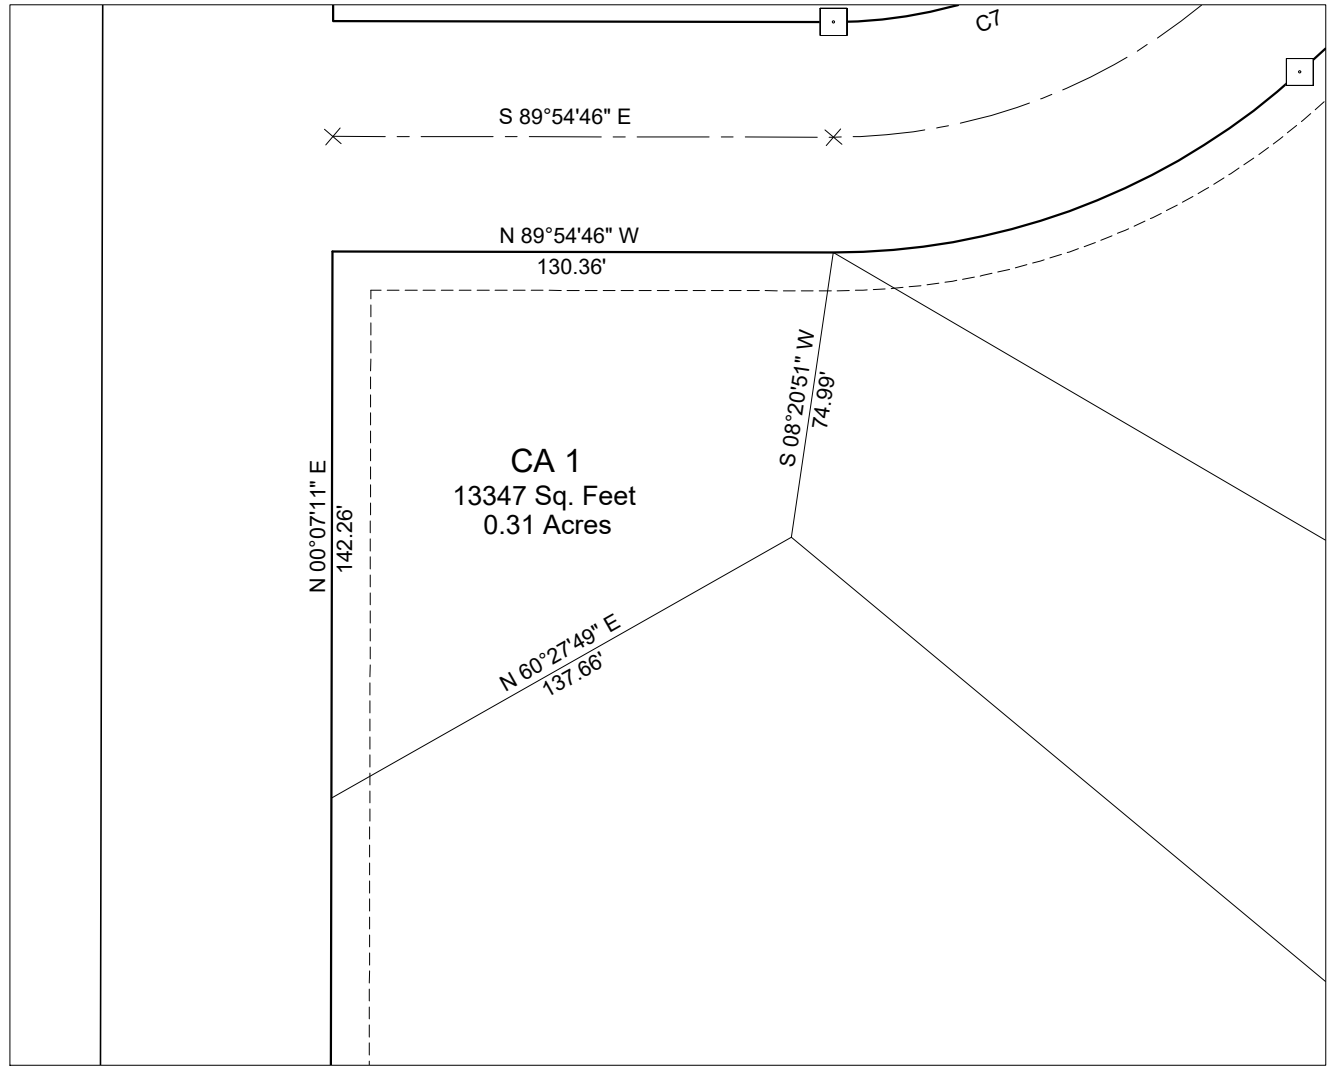 C7
S 89°54'46" E
N 89°54'46" W
130.36'
S 08°20'51" W
74.99'
CA 1
13347 Sq. Feet
0.31 Acres
N 00°07'11" E
142.26'
N 60°27'49" E
137.66'